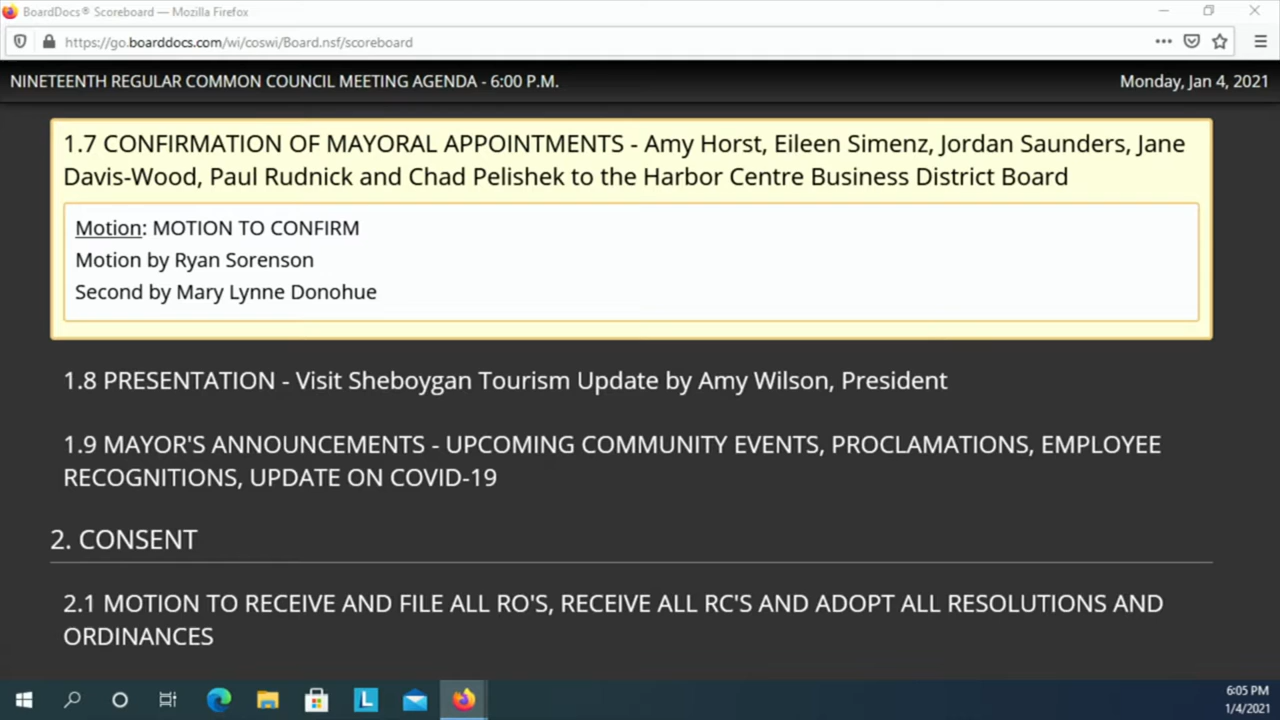 BoardDocs® Scoreboard — Mozilla Firefox
https://go.boarddocs.com/wi/coswi/Board.nsf/scoreboard
NINETEENTH REGULAR COMMON COUNCIL MEETING AGENDA - 6:00 P.M.
Monday, Jan 4, 2021
1.7 CONFIRMATION OF MAYORAL APPOINTMENTS - Amy Horst, Eileen Simenz, Jordan Saunders, Jane
Davis-Wood, Paul Rudnick and Chad Pelishek to the Harbor Centre Business District Board
Motion: MOTION TO CONFIRM
Motion by Ryan Sorenson
Second by Mary Lynne Donohue
1.8 PRESENTATION - Visit Sheboygan Tourism Update by Amy Wilson, President
1.9 MAYOR'S ANNOUNCEMENTS - UPCOMING COMMUNITY EVENTS, PROCLAMATIONS, EMPLOYEE
RECOGNITIONS, UPDATE ON COVID-19
2. CONSENT
2.1 MOTION TO RECEIVE AND FILE ALL RO'S, RECEIVE ALL RC'S AND ADOPT ALL RESOLUTIONS AND
ORDINANCES
L
6:05 PM
1/4/2021